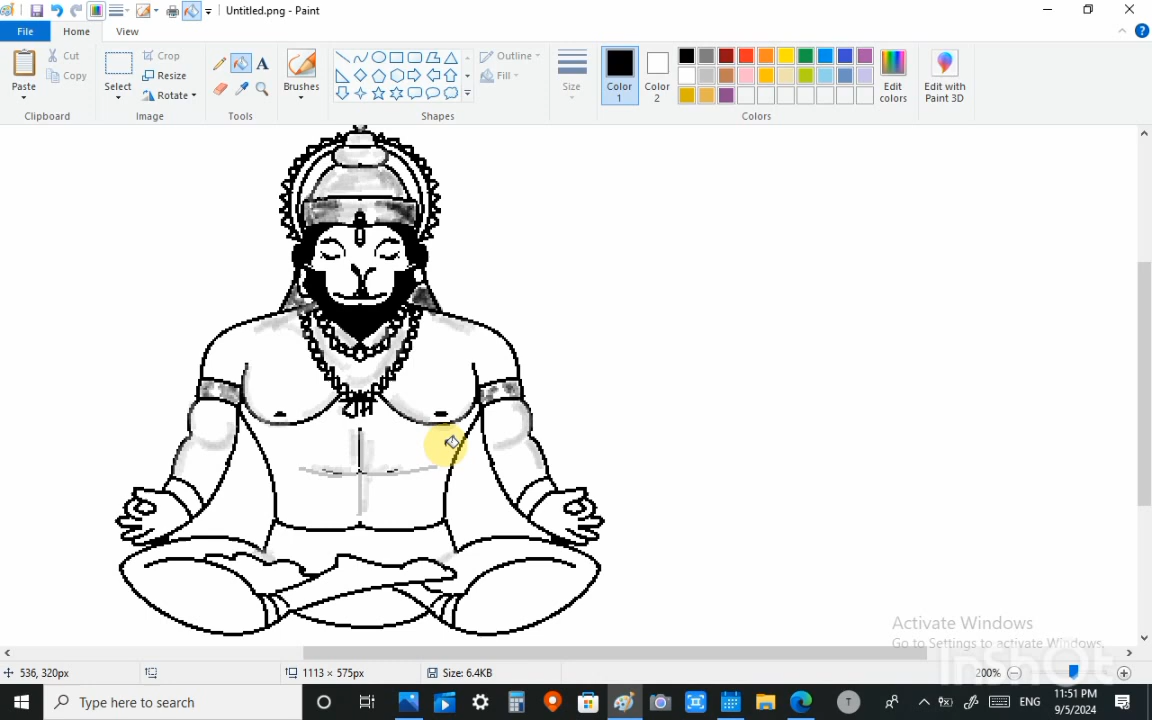 Untitled.png - Paint
File
Home
View
Paste
Cut
Copy
Clipboard
Select
Crop
Resize
Rotate
Image
A
Tools
Brushes
Shapes
Outline
Fill
Size
Color 1
Color 2
Colors
Edit colors
Edit with Paint 3D
राम
Activate Windows
Go to Settings to activate Windows.
InShOt
536, 320px
1113 × 575px
Size: 6.4KB
200%
Type here to search
T
ENG
11:51 PM
9/5/2024